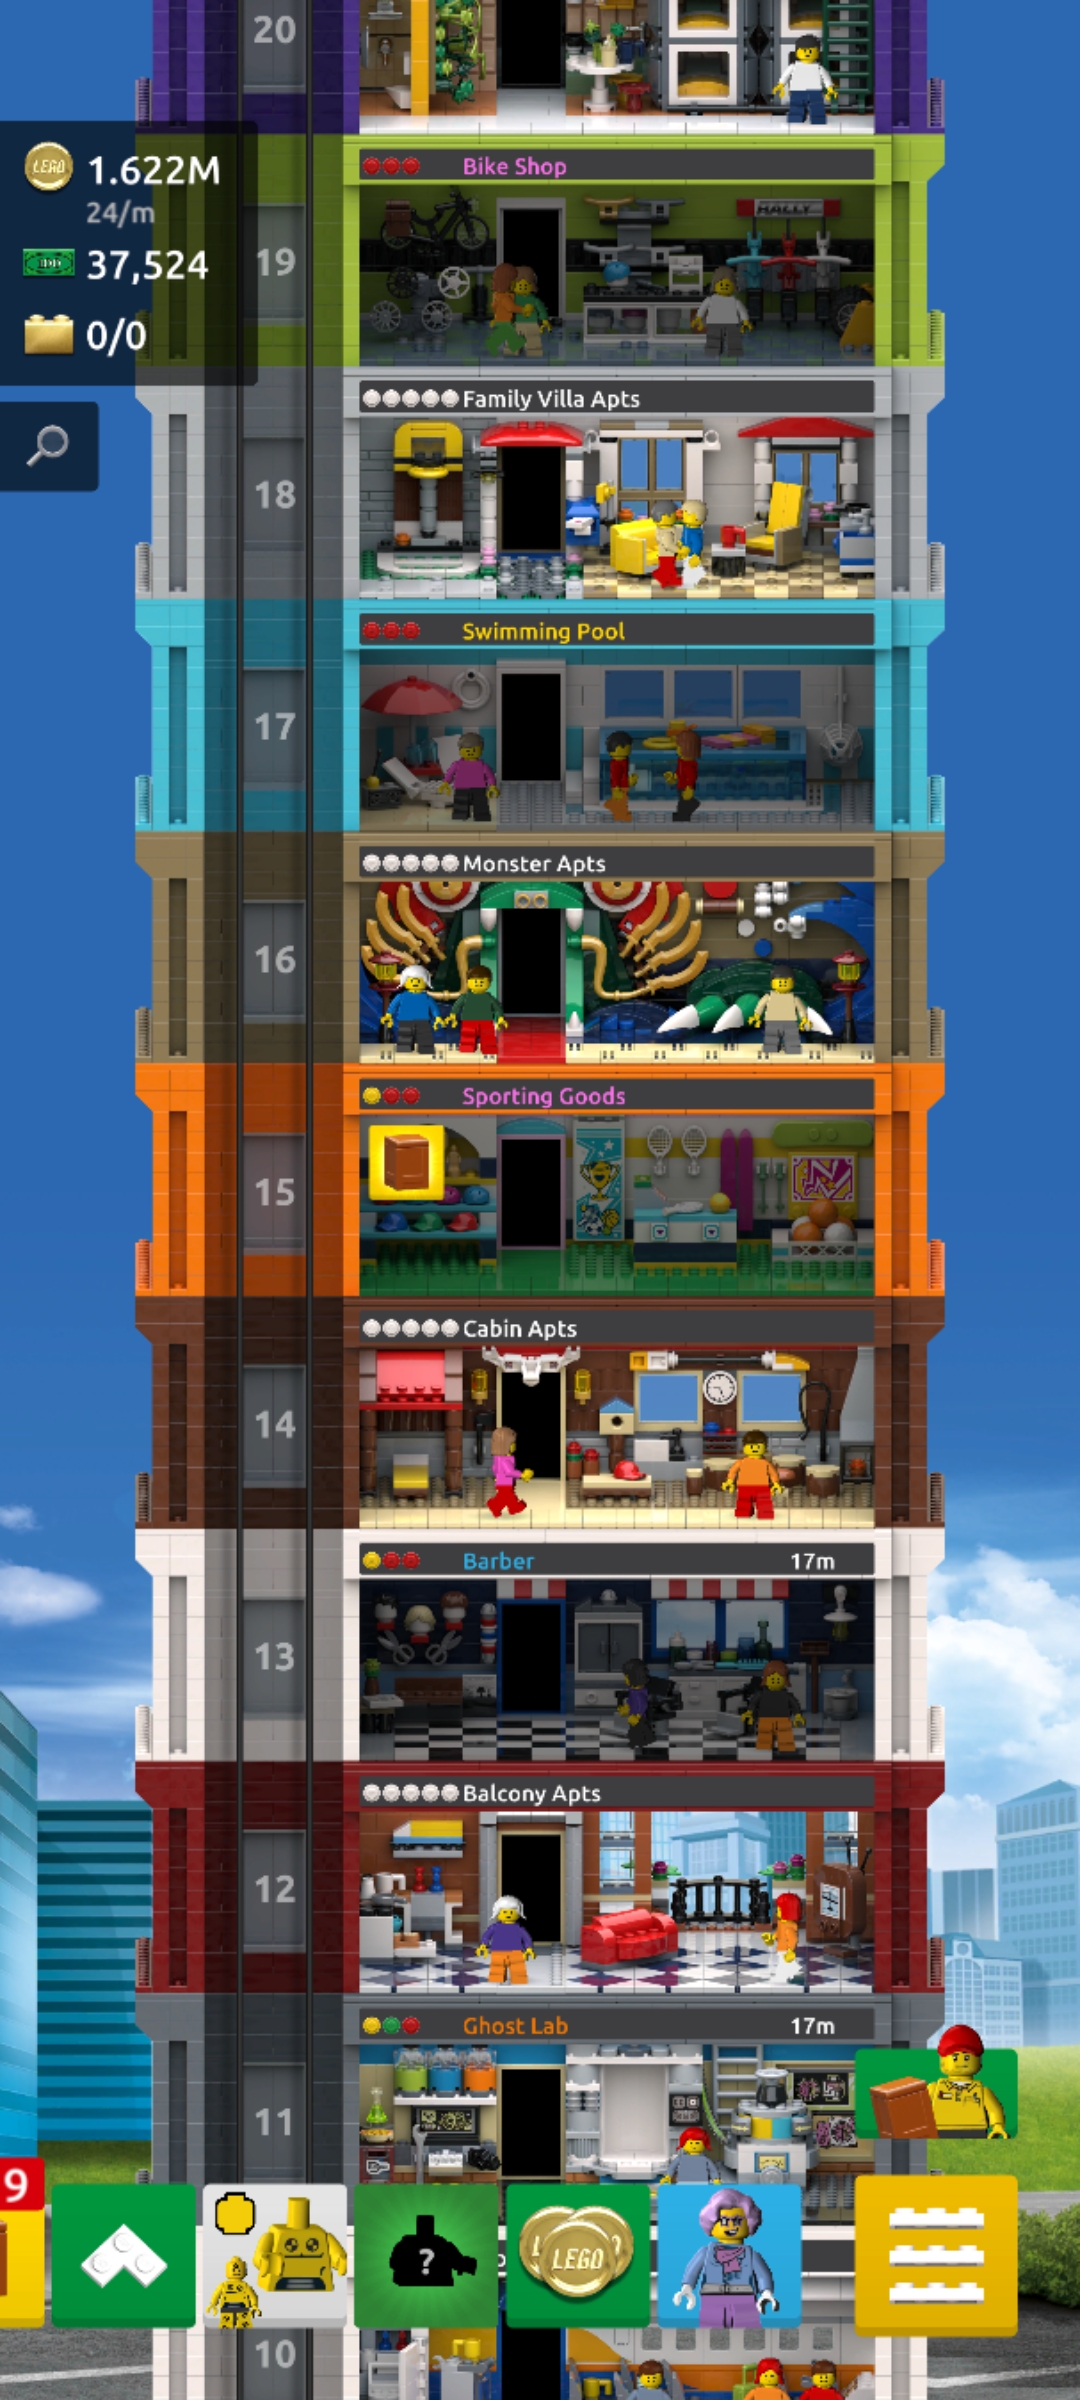 20
LEGO
1.622M
24/m
37,524
0/0
Bike Shop
HALLY
19
Family Villa Apts
18
Swimming Pool
17
Monster Apts
16
Sporting Goods
15
Cabin Apts
14
Barber 17m
13
Balcony Apts
12
Ghost Lab 17m
11
9
?
LEGO
10